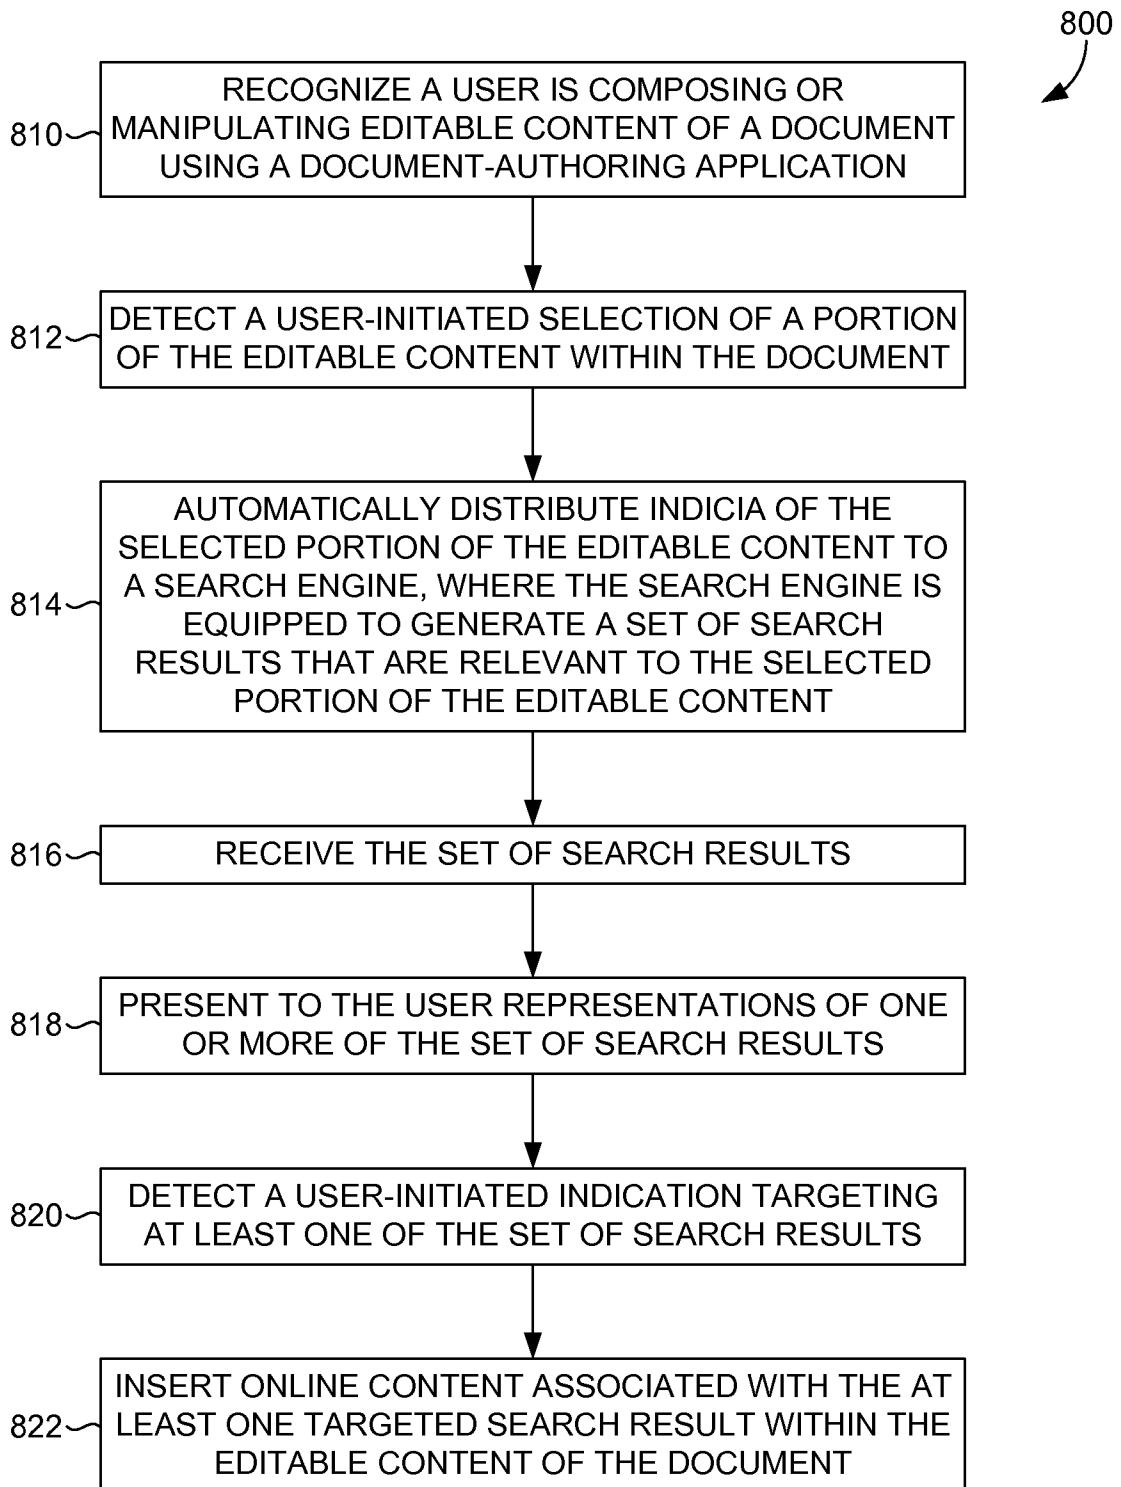 800
810
RECOGNIZE A USER IS COMPOSING OR
MANIPULATING EDITABLE CONTENT OF A DOCUMENT
USING A DOCUMENT-AUTHORING APPLICATION
812
DETECT A USER-INITIATED SELECTION OF A PORTION
OF THE EDITABLE CONTENT WITHIN THE DOCUMENT
814
AUTOMATICALLY DISTRIBUTE INDICIA OF THE
SELECTED PORTION OF THE EDITABLE CONTENT TO
A SEARCH ENGINE, WHERE THE SEARCH ENGINE IS
EQUIPPED TO GENERATE A SET OF SEARCH
RESULTS THAT ARE RELEVANT TO THE SELECTED
PORTION OF THE EDITABLE CONTENT
816
RECEIVE THE SET OF SEARCH RESULTS
818
PRESENT TO THE USER REPRESENTATIONS OF ONE
OR MORE OF THE SET OF SEARCH RESULTS
820
DETECT A USER-INITIATED INDICATION TARGETING
AT LEAST ONE OF THE SET OF SEARCH RESULTS
822
INSERT ONLINE CONTENT ASSOCIATED WITH THE AT
LEAST ONE TARGETED SEARCH RESULT WITHIN THE
EDITABLE CONTENT OF THE DOCUMENT